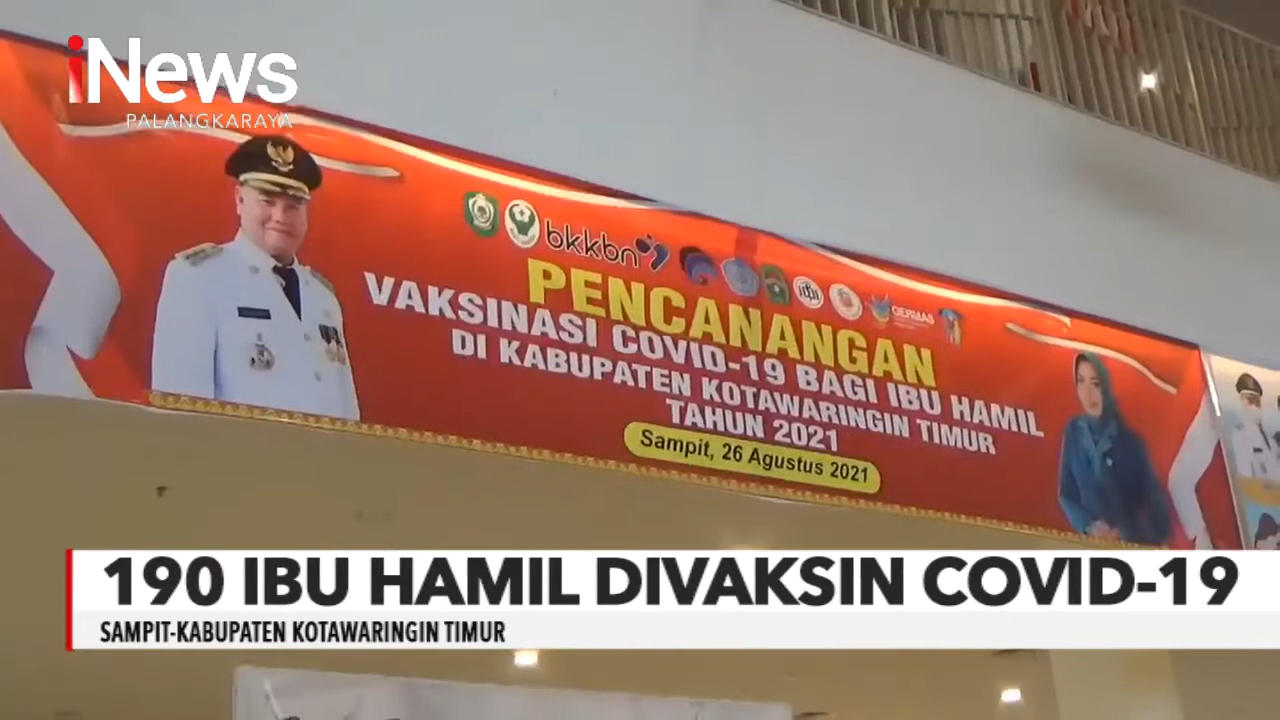 iNews
PALANGKARAYA
bkkbn
GERMAS
PENCANANGAN
VAKSINASI COVID-19 BAGI IBU HAMIL
DI KABUPATEN KOTAWARINGIN TIMUR
TAHUN 2021
Sampit, 26 Agustus 2021
190 IBU HAMIL DIVAKSIN COVID-19
SAMPIT-KABUPATEN KOTAWARINGIN TIMUR